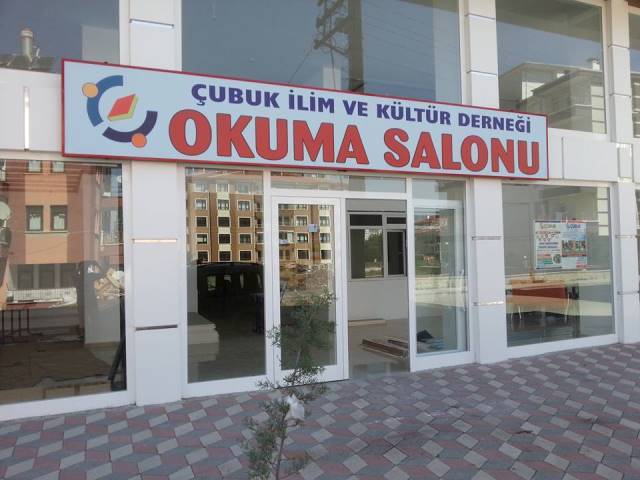 ÇUBUK İLİM VE KÜLTÜR DERNEĞİ
OKUMA SALONU